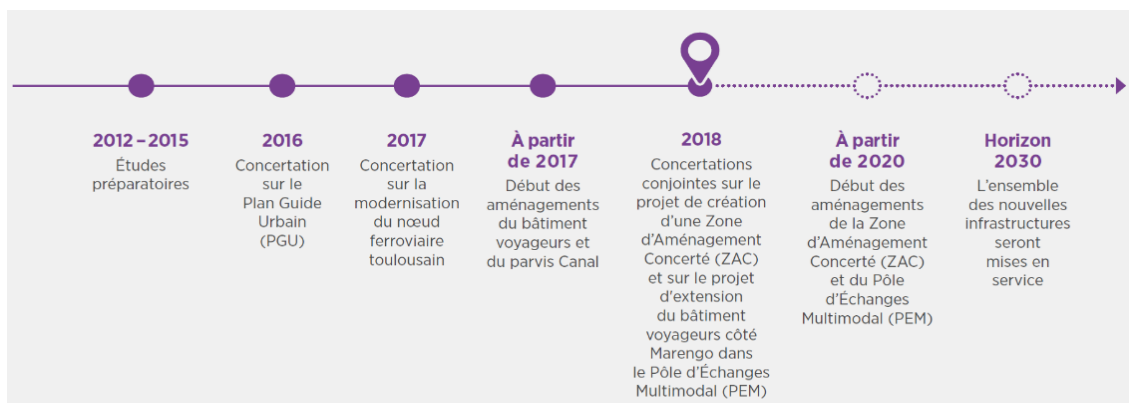 2012 – 2015
Études
préparatoires
2016
Concertation
sur le
Plan Guide
Urbain
(PGU)
2017
Concertation
sur la
modernisation
du nœud
ferroviaire
toulousain
À partir
de 2017
Début des
aménagements
du bâtiment
voyageurs et
du parvis Canal
2018
Concertations
conjointes sur le
projet de création
d’une Zone
d’Aménagement
Concerté (ZAC)
et sur le projet
d'extension
du bâtiment
voyageurs côté
Marengo dans
le Pôle d’Échanges
Multimodal (PEM)
À partir
de 2020
Début des
aménagements
de la Zone
d’Aménagement
Concerté (ZAC)
et du Pôle
d’Échanges
Multimodal (PEM)
Horizon
2030
L’ensemble
des nouvelles
infrastructures
seront
mises en
service